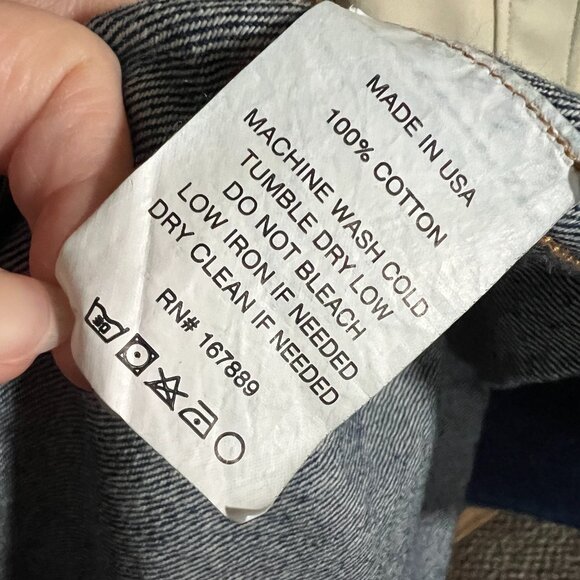 MADE IN USA
100% COTTON
MACHINE WASH COLD
TUMBLE DRY LOW
DO NOT BLEACH
LOW IRON IF NEEDED
DRY CLEAN IF NEEDED
RN# 167889
30